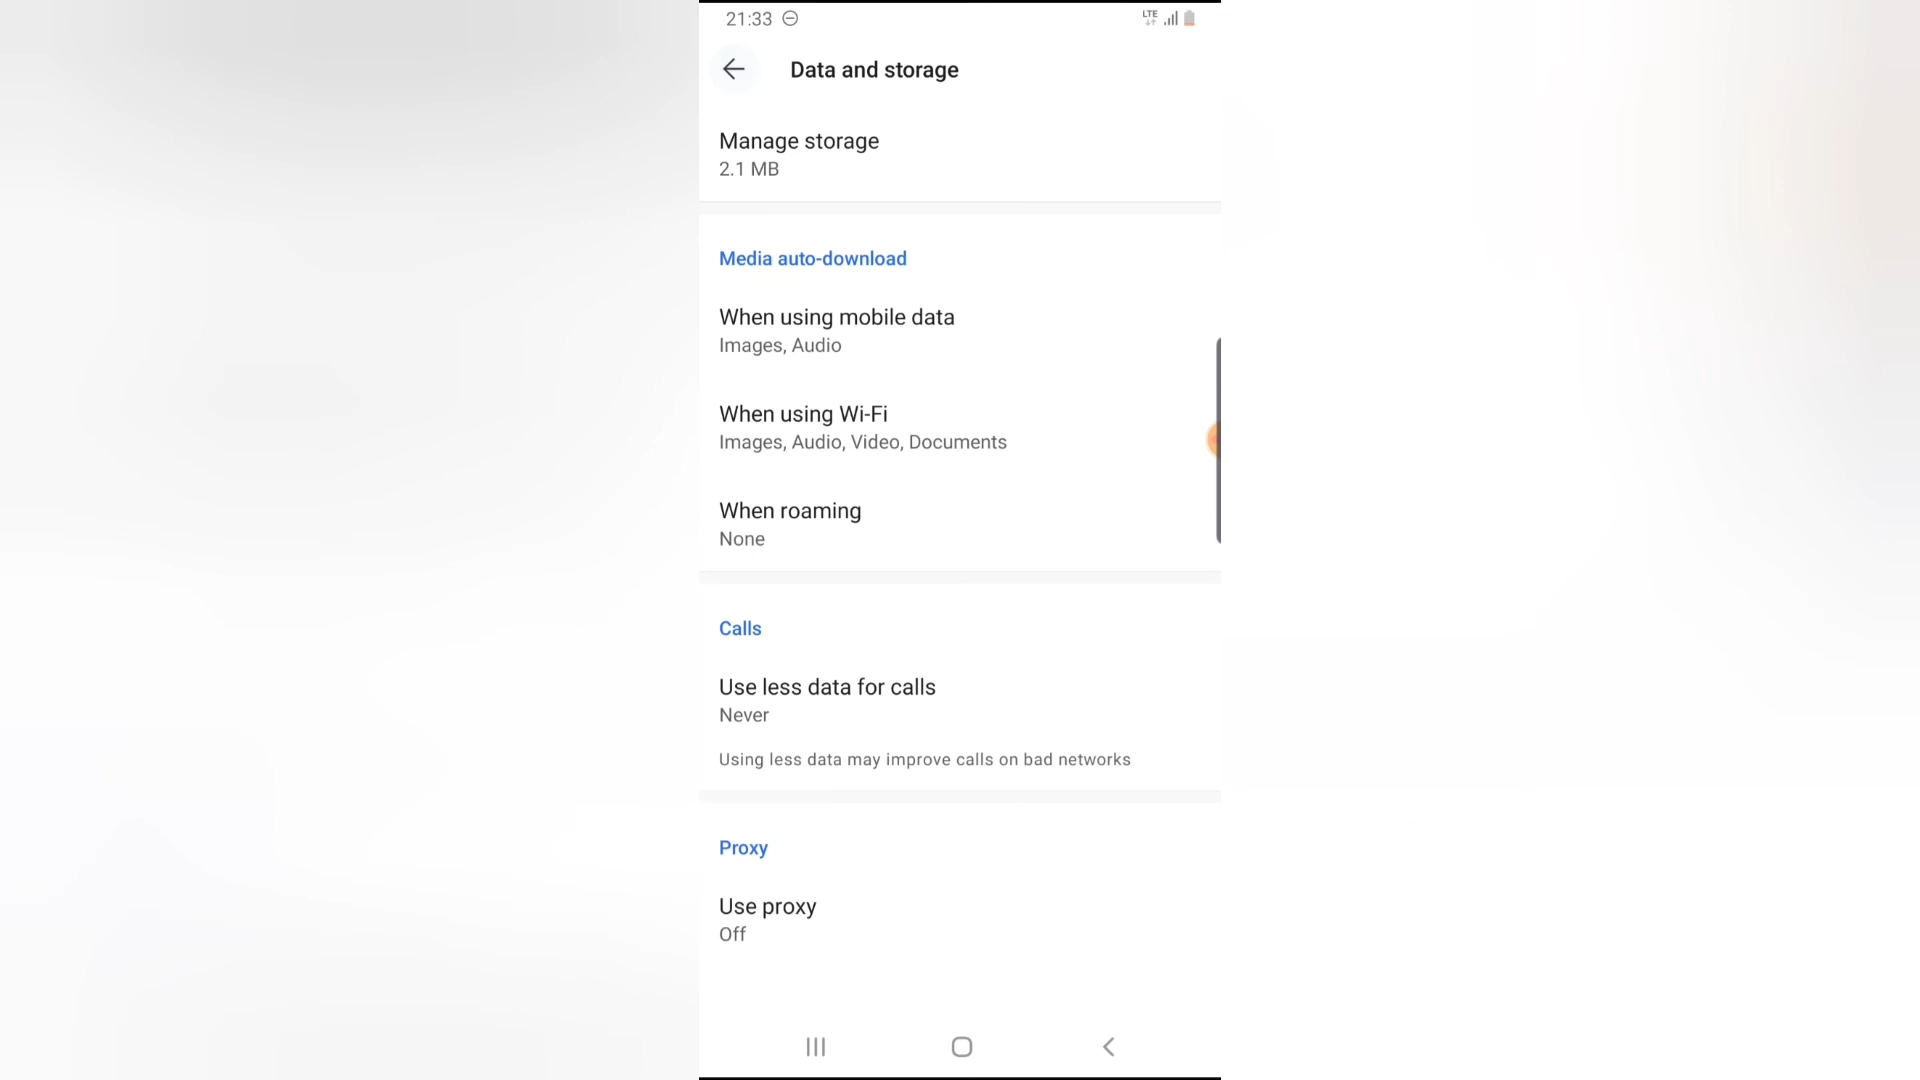 21:33
LTE
Data and storage
Manage storage
2.1 MB
Media auto-download
When using mobile data
Images, Audio
When using Wi-Fi
Images, Audio, Video, Documents
When roaming
None
Calls
Use less data for calls
Never
Using less data may improve calls on bad networks
Proxy
Use proxy
Off